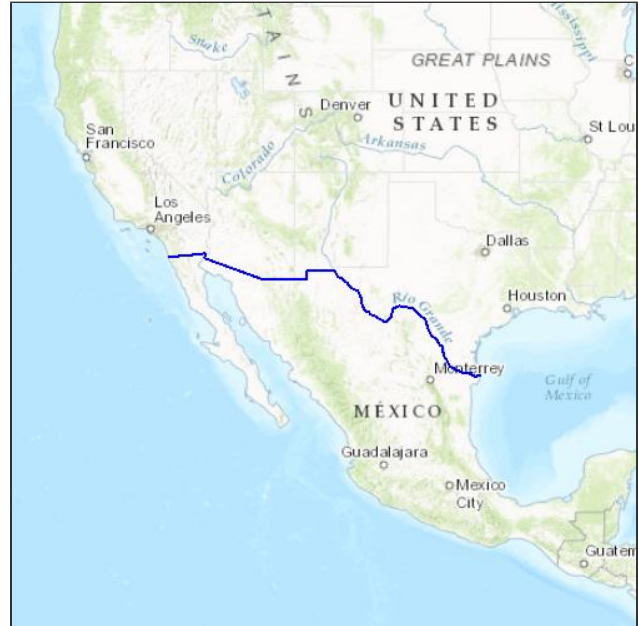 Mississippi
Snake
T A I N S
GREAT PLAINS
C
Denver
UNITED
STATES
St Lou
San
Francisco
Colorado
Arkansas
Los
Angeles
Dallas
Rio Grande
Houston
Monterrey
Gulf of
Mexico
MÉXICO
Guadalajara
Mexico
City
Guatem